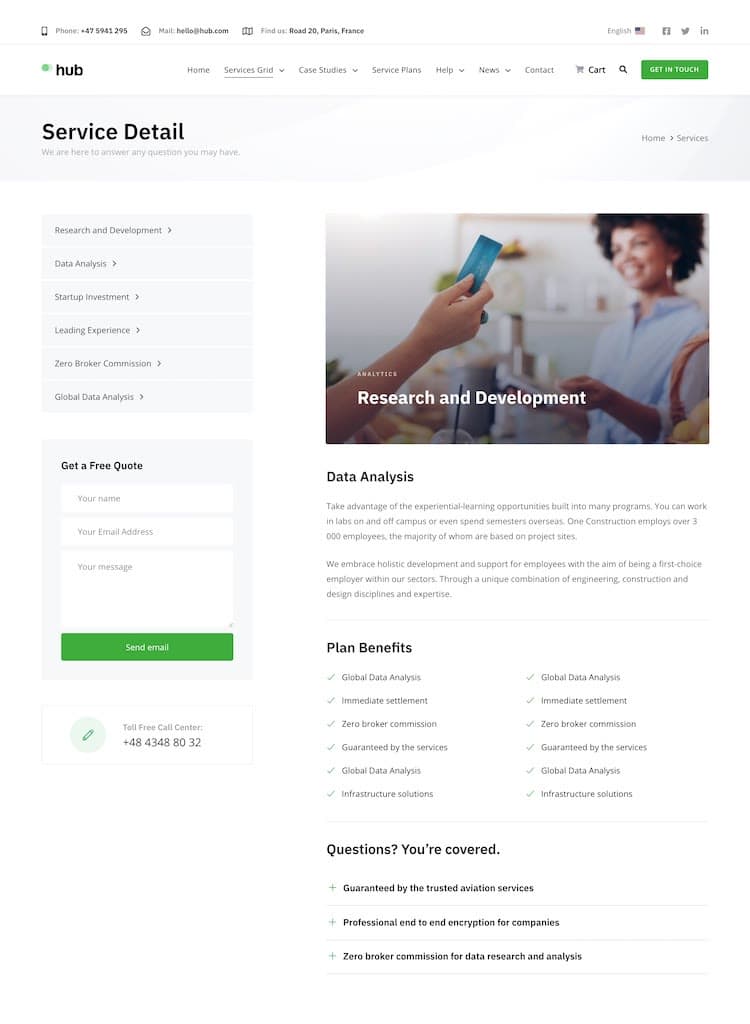 Phone: +47 5941 295 Mail: hello@hub.com Find us: Road 20, Paris, France English
hub Home Services Grid Case Studies Service Plans Help News Contact Cart GET IN TOUCH
Service Detail
We are here to answer any question you may have.
Home > Services
Research and Development >
Data Analysis >
Startup Investment >
Leading Experience >
Zero Broker Commission >
Global Data Analysis >
Get a Free Quote
Your name
Your Email Address
Your message
Send email
Toll Free Call Center:
+48 4348 80 32
ANALYTICS
Research and Development
Data Analysis
Take advantage of the experiential-learning opportunities built into many programs. You can work
in labs on and off campus or even spend semesters overseas. One Construction employs over 3
000 employees, the majority of whom are based on project sites.
We embrace holistic development and support for employees with the aim of being a first-choice
employer within our sectors. Through a unique combination of engineering, construction and
design disciplines and expertise.
Plan Benefits
Global Data Analysis
Immediate settlement
Zero broker commission
Guaranteed by the services
Global Data Analysis
Infrastructure solutions
Global Data Analysis
Immediate settlement
Zero broker commission
Guaranteed by the services
Global Data Analysis
Infrastructure solutions
Questions? You’re covered.
+ Guaranteed by the trusted aviation services
+ Professional end to end encryption for companies
+ Zero broker commission for data research and analysis